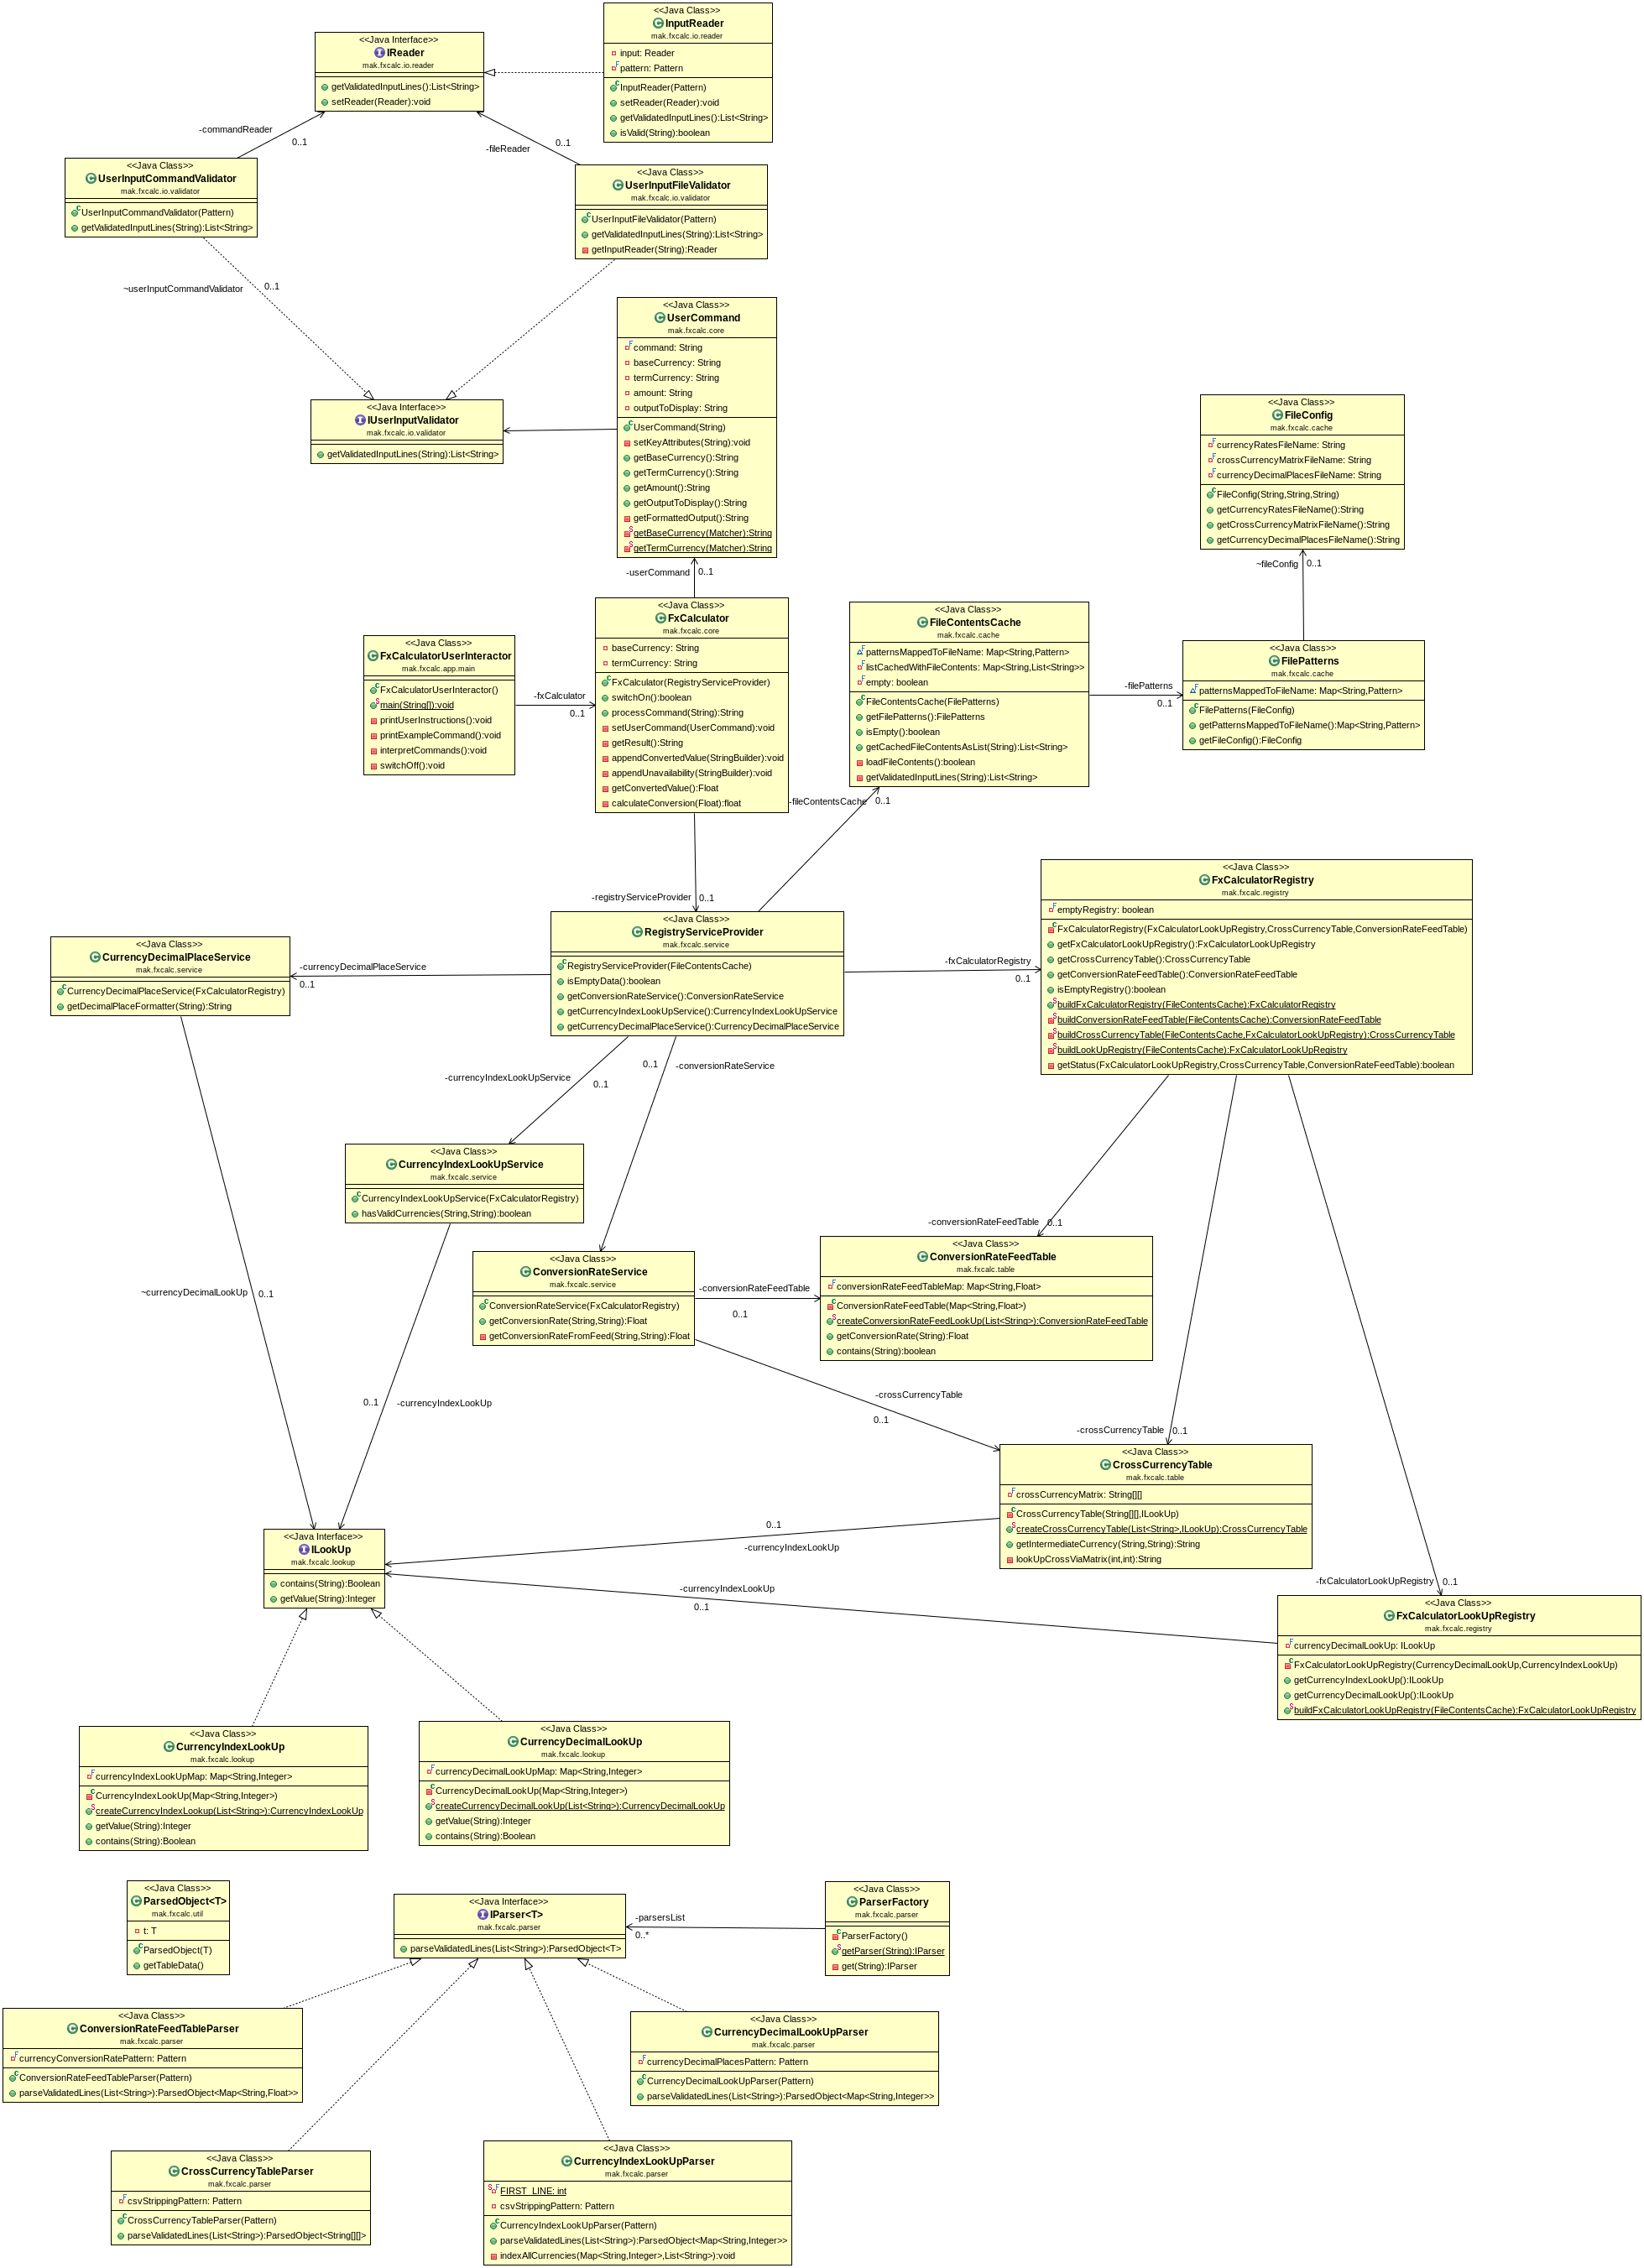 <<Java Class>>
InputReader
mak.fxcalc.io.reader
input: Reader
pattern: Pattern
InputReader(Pattern)
setReader(Reader):void
getValidatedInputLines():List<String>
isValid(String):boolean
<<Java Interface>>
IReader
mak.fxcalc.io.reader
getValidatedInputLines():List<String>
setReader(Reader):void
-commandReader
0..1
-fileReader
0..1
<<Java Class>>
UserInputCommandValidator
mak.fxcalc.io.validator
UserInputCommandValidator(Pattern)
getValidatedInputLines(String):List<String>
<<Java Class>>
UserInputFileValidator
mak.fxcalc.io.validator
UserInputFileValidator(Pattern)
getValidatedInputLines(String):List<String>
getInputReader(String):Reader
~userInputCommandValidator
0..1
<<Java Class>>
UserCommand
mak.fxcalc.core
command: String
baseCurrency: String
termCurrency: String
amount: String
outputToDisplay: String
UserCommand(String)
setKeyAttributes(String):void
getBaseCurrency():String
getTermCurrency():String
getAmount():String
getOutputToDisplay():String
getFormattedOutput():String
getBaseCurrency(Matcher):String
getTermCurrency(Matcher):String
<<Java Interface>>
IUserInputValidator
mak.fxcalc.io.validator
getValidatedInputLines(String):List<String>
<<Java Class>>
FileConfig
mak.fxcalc.cache
currencyRatesFileName: String
crossCurrencyMatrixFileName: String
currencyDecimalPlacesFileName: String
FileConfig(String,String,String)
getCurrencyRatesFileName():String
getCrossCurrencyMatrixFileName():String
getCurrencyDecimalPlacesFileName():String
~fileConfig
0..1
-userCommand
0..1
<<Java Class>>
FxCalculator
mak.fxcalc.core
baseCurrency: String
termCurrency: String
FxCalculator(RegistryServiceProvider)
switchOn():boolean
processCommand(String):String
setUserCommand(UserCommand):void
getResult():String
appendConvertedValue(StringBuilder):void
appendUnavailability(StringBuilder):void
getConvertedValue():Float
calculateConversion(Float):float
<<Java Class>>
FxCalculatorUserInteractor
mak.fxcalc.app.main
FxCalculatorUserInteractor()
main(String[]):void
printUserInstructions():void
printExampleCommand():void
interpretCommands():void
switchOff():void
-fxCalculator
0..1
<<Java Class>>
FileContentsCache
mak.fxcalc.cache
patternsMappedToFileName: Map<String,Pattern>
listCachedWithFileContents: Map<String,List<String>>
empty: boolean
FileContentsCache(FilePatterns)
getFilePatterns():FilePatterns
isEmpty():boolean
getCachedFileContentsAsList(String):List<String>
loadFileContents():boolean
getValidatedInputLines(String):List<String>
-filePatterns
0..1
<<Java Class>>
FilePatterns
mak.fxcalc.cache
patternsMappedToFileName: Map<String,Pattern>
FilePatterns(FileConfig)
getPatternsMappedToFileName():Map<String,Pattern>
getFileConfig():FileConfig
-fileContentsCache
0..1
-registryServiceProvider
0..1
<<Java Class>>
RegistryServiceProvider
mak.fxcalc.service
RegistryServiceProvider(FileContentsCache)
isEmptyData():boolean
getConversionRateService():ConversionRateService
getCurrencyIndexLookUpService():CurrencyIndexLookUpService
getCurrencyDecimalPlaceService():CurrencyDecimalPlaceService
<<Java Class>>
FxCalculatorRegistry
mak.fxcalc.registry
emptyRegistry: boolean
FxCalculatorRegistry(FxCalculatorLookUpRegistry,CrossCurrencyTable,ConversionRateFeedTable)
getFxCalculatorLookUpRegistry():FxCalculatorLookUpRegistry
getCrossCurrencyTable():CrossCurrencyTable
getConversionRateFeedTable():ConversionRateFeedTable
isEmptyRegistry():boolean
buildFxCalculatorRegistry(FileContentsCache):FxCalculatorRegistry
buildConversionRateFeedTable(FileContentsCache):ConversionRateFeedTable
buildCrossCurrencyTable(FileContentsCache,FxCalculatorLookUpRegistry):CrossCurrencyTable
buildLookUpRegistry(FileContentsCache):FxCalculatorLookUpRegistry
getStatus(FxCalculatorLookUpRegistry,CrossCurrencyTable,ConversionRateFeedTable):boolean
-fxCalculatorRegistry
0..1
<<Java Class>>
CurrencyDecimalPlaceService
mak.fxcalc.service
CurrencyDecimalPlaceService(FxCalculatorRegistry)
getDecimalPlaceFormatter(String):String
-currencyDecimalPlaceService
0..1
-currencyIndexLookUpService
0..1
0..1
-conversionRateService
<<Java Class>>
CurrencyIndexLookUpService
mak.fxcalc.service
CurrencyIndexLookUpService(FxCalculatorRegistry)
hasValidCurrencies(String,String):boolean
<<Java Class>>
ConversionRateService
mak.fxcalc.service
ConversionRateService(FxCalculatorRegistry)
getConversionRate(String,String):Float
getConversionRateFromFeed(String,String):Float
-conversionRateFeedTable
0..1
-conversionRateFeedTable
0..1
<<Java Class>>
ConversionRateFeedTable
mak.fxcalc.table
conversionRateFeedTableMap: Map<String,Float>
ConversionRateFeedTable(Map<String,Float>)
createConversionRateFeedLookUp(List<String>):ConversionRateFeedTable
getConversionRate(String):Float
contains(String):boolean
~currencyDecimalLookUp
0..1
0..1
-currencyIndexLookUp
-crossCurrencyTable
0..1
-crossCurrencyTable
0..1
<<Java Class>>
CrossCurrencyTable
mak.fxcalc.table
crossCurrencyMatrix: String[][]
CrossCurrencyTable(String[][],ILookUp)
createCrossCurrencyTable(List<String>,ILookUp):CrossCurrencyTable
getIntermediateCurrency(String,String):String
lookUpCrossViaMatrix(int,int):String
0..1
-currencyIndexLookUp
<<Java Interface>>
ILookUp
mak.fxcalc.lookup
contains(String):Boolean
getValue(String):Integer
-currencyIndexLookUp
0..1
-fxCalculatorLookUpRegistry
0..1
<<Java Class>>
FxCalculatorLookUpRegistry
mak.fxcalc.registry
currencyDecimalLookUp: ILookUp
FxCalculatorLookUpRegistry(CurrencyDecimalLookUp,CurrencyIndexLookUp)
getCurrencyIndexLookUp():ILookUp
getCurrencyDecimalLookUp():ILookUp
buildFxCalculatorLookUpRegistry(FileContentsCache):FxCalculatorLookUpRegistry
<<Java Class>>
CurrencyIndexLookUp
mak.fxcalc.lookup
currencyIndexLookUpMap: Map<String,Integer>
CurrencyIndexLookUp(Map<String,Integer>)
createCurrencyIndexLookup(List<String>):CurrencyIndexLookUp
getValue(String):Integer
contains(String):Boolean
<<Java Class>>
CurrencyDecimalLookUp
mak.fxcalc.lookup
currencyDecimalLookUpMap: Map<String,Integer>
CurrencyDecimalLookUp(Map<String,Integer>)
createCurrencyDecimalLookUp(List<String>):CurrencyDecimalLookUp
getValue(String):Integer
contains(String):Boolean
<<Java Class>>
ParsedObject<T>
mak.fxcalc.util
t: T
ParsedObject(T)
getTableData()
<<Java Interface>>
IParser<T>
mak.fxcalc.parser
parseValidatedLines(List<String>):ParsedObject<T>
-parsersList
0..*
<<Java Class>>
ParserFactory
mak.fxcalc.parser
ParserFactory()
getParser(String):IParser
get(String):IParser
<<Java Class>>
ConversionRateFeedTableParser
mak.fxcalc.parser
currencyConversionRatePattern: Pattern
ConversionRateFeedTableParser(Pattern)
parseValidatedLines(List<String>):ParsedObject<Map<String,Float>>
<<Java Class>>
CurrencyDecimalLookUpParser
mak.fxcalc.parser
currencyDecimalPlacesPattern: Pattern
CurrencyDecimalLookUpParser(Pattern)
parseValidatedLines(List<String>):ParsedObject<Map<String,Integer>>
<<Java Class>>
CrossCurrencyTableParser
mak.fxcalc.parser
csvStrippingPattern: Pattern
CrossCurrencyTableParser(Pattern)
parseValidatedLines(List<String>):ParsedObject<String[][]>
<<Java Class>>
CurrencyIndexLookUpParser
mak.fxcalc.parser
FIRST_LINE: int
csvStrippingPattern: Pattern
CurrencyIndexLookUpParser(Pattern)
parseValidatedLines(List<String>):ParsedObject<Map<String,Integer>>
indexAllCurrencies(Map<String,Integer>,List<String>):void